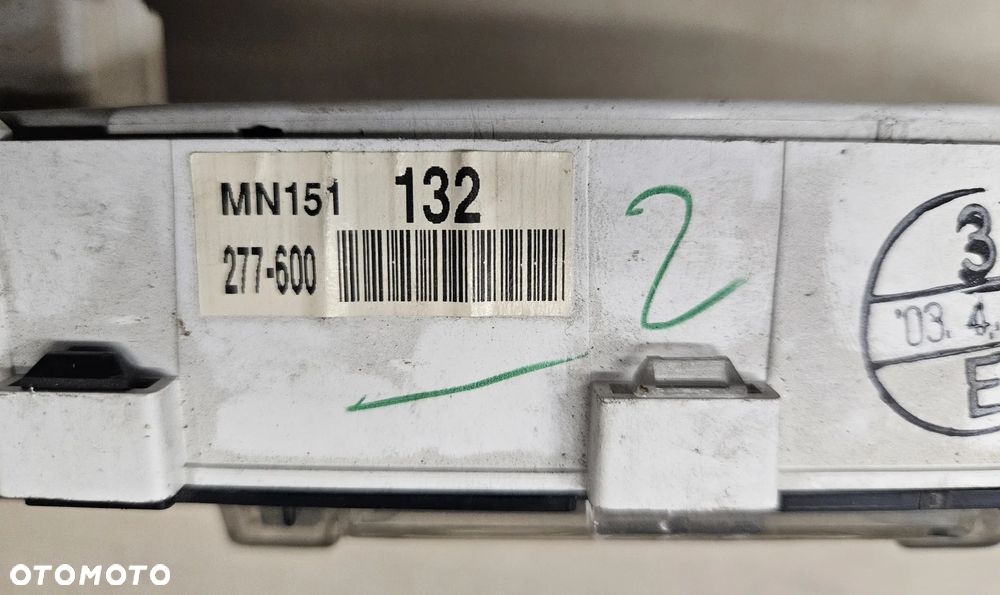 MN151 132
277-600
2
3
'03. 4.
E
OTOMOTO